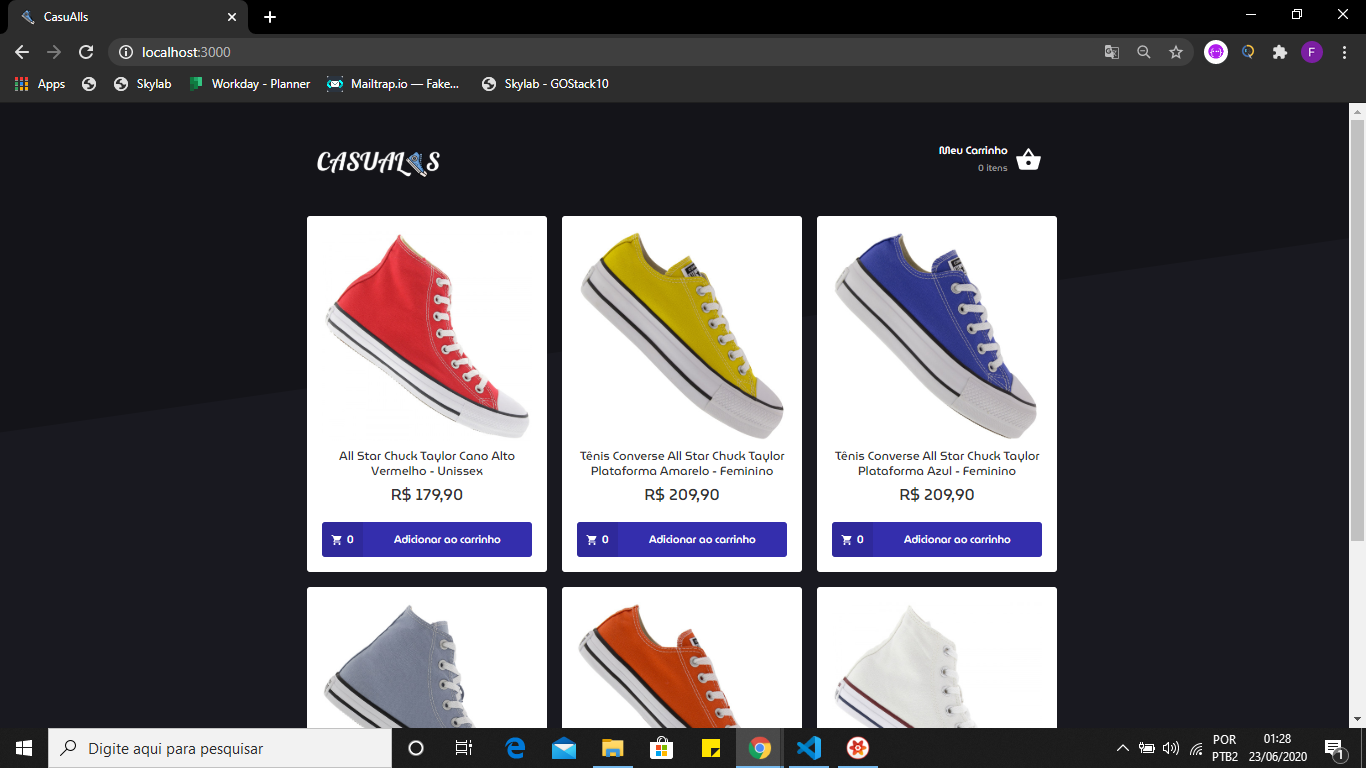 CasuAlls
localhost:3000
F
Apps
Skylab
Workday - Planner
Mailtrap.io — Fake...
Skylab - GOStack10
CASUAL S
Meu Carrinho
0 itens
All Star Chuck Taylor Cano Alto
Vermelho - Unissex
R$ 179,90
0 Adicionar ao carrinho
Tênis Converse All Star Chuck Taylor
Plataforma Amarelo - Feminino
R$ 209,90
0 Adicionar ao carrinho
Tênis Converse All Star Chuck Taylor
Plataforma Azul - Feminino
R$ 209,90
0 Adicionar ao carrinho
Digite aqui para pesquisar
POR
PTB2
01:28
23/06/2020
1